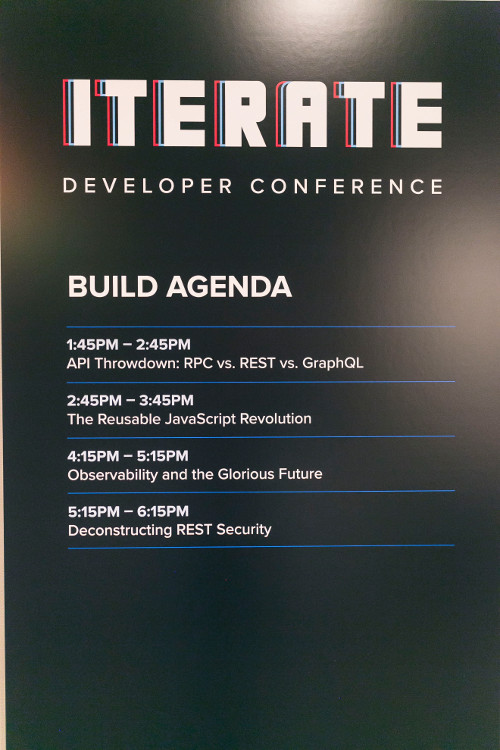 ITERATE
DEVELOPER CONFERENCE
BUILD AGENDA
1:45PM – 2:45PM
API Throwdown: RPC vs. REST vs. GraphQL
2:45PM – 3:45PM
The Reusable JavaScript Revolution
4:15PM – 5:15PM
Observability and the Glorious Future
5:15PM – 6:15PM
Deconstructing REST Security